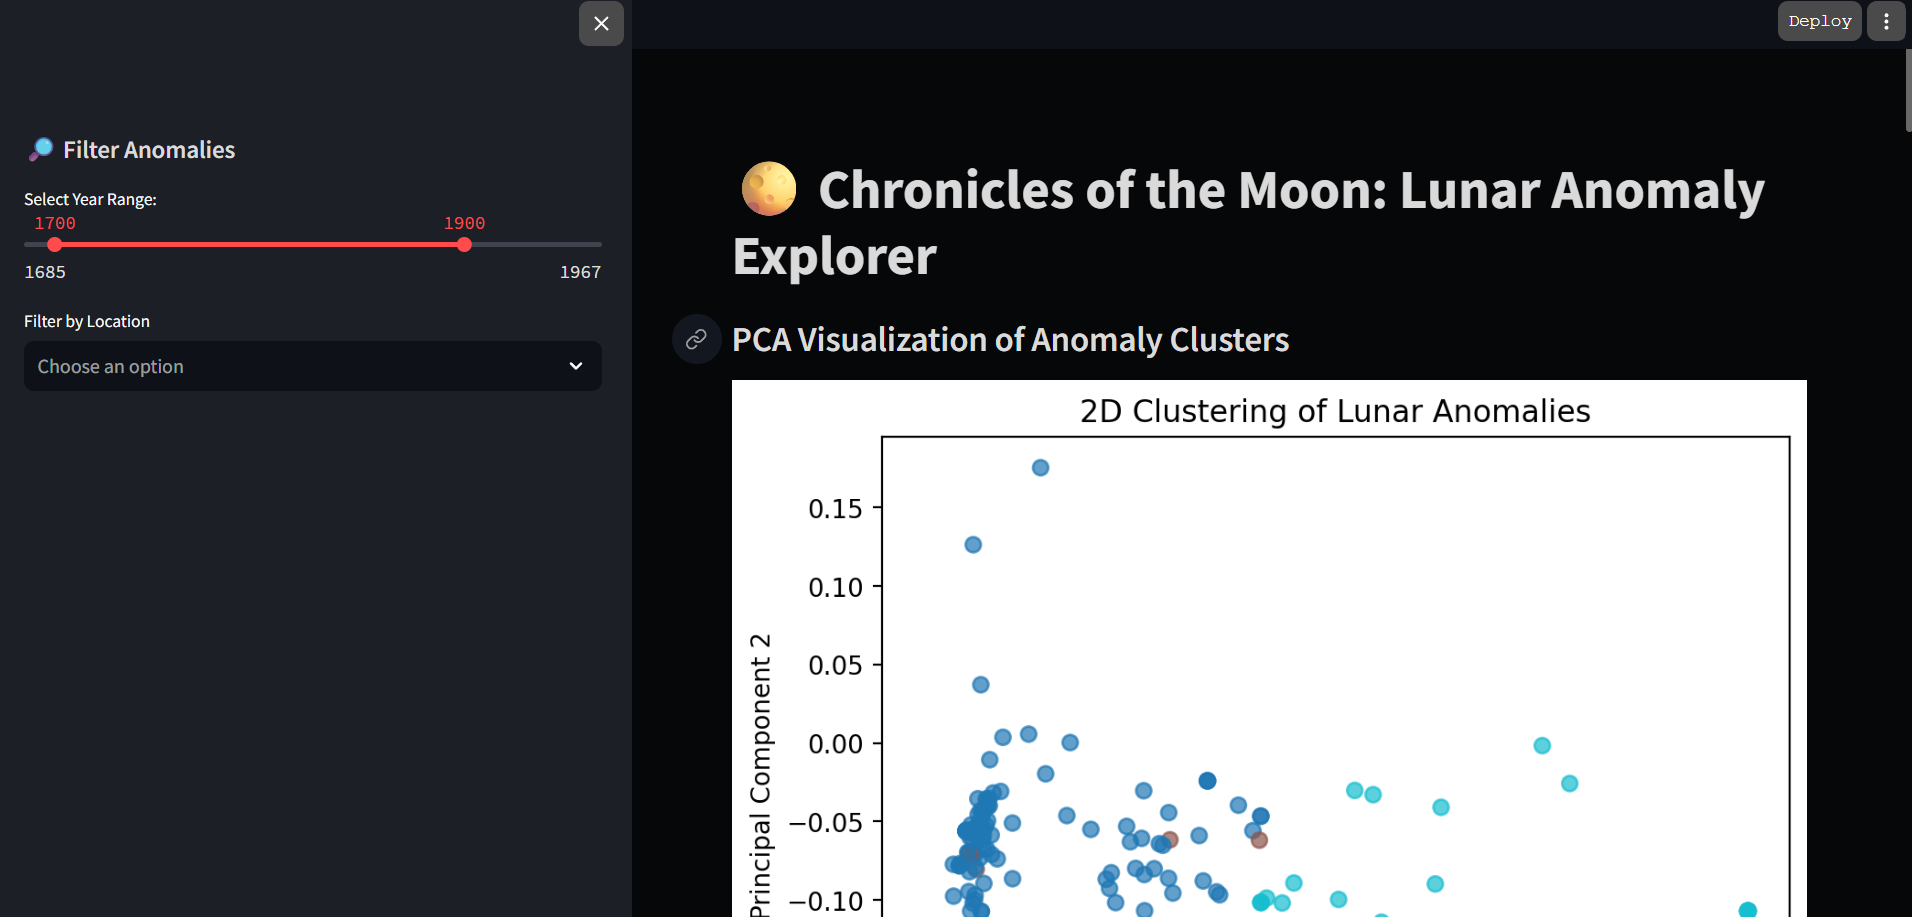 Deploy
Filter Anomalies
Select Year Range:
1700 1900
1685 1967
Filter by Location
Choose an option
Chronicles of the Moon: Lunar Anomaly
Explorer
PCA Visualization of Anomaly Clusters
2D Clustering of Lunar Anomalies
0.15
0.10
0.05
0.00
−0.05
−0.10
Principal Component 2